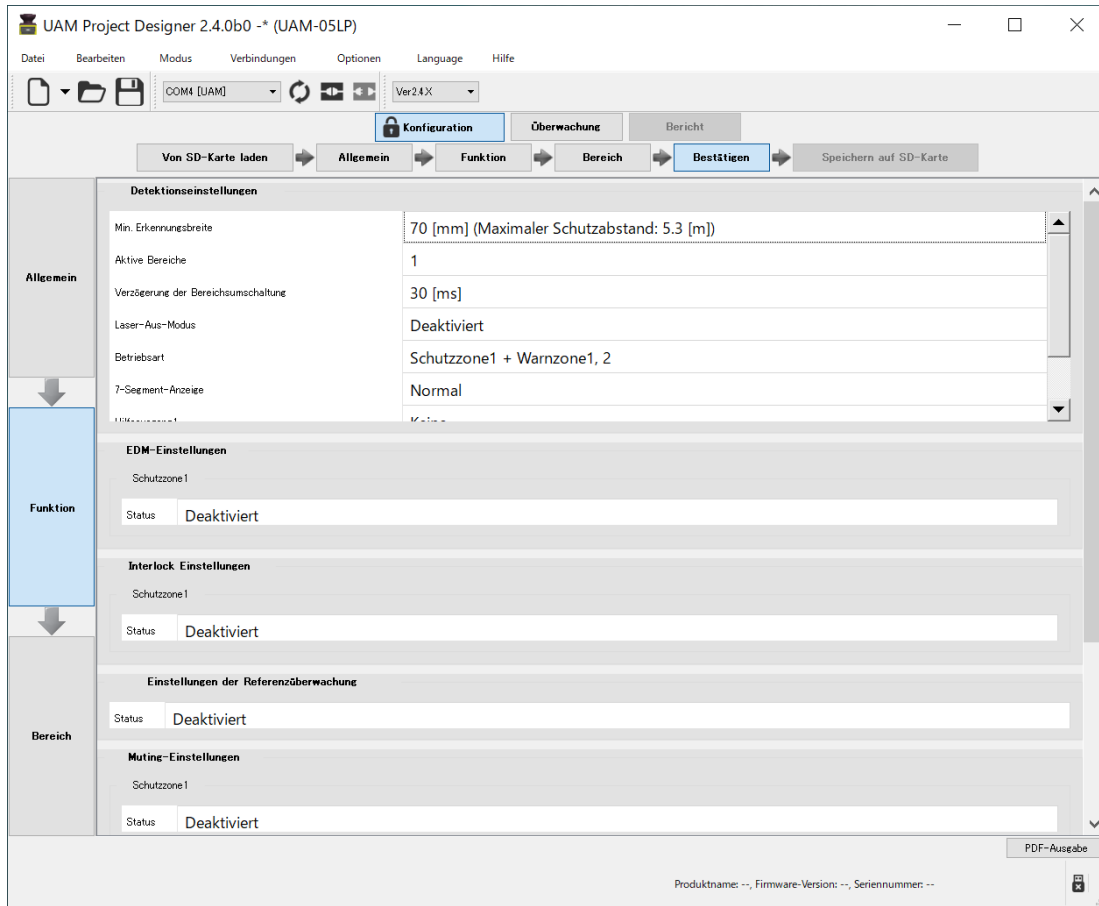 UAM Project Designer 2.4.0b0 -* (UAM-05LP)
Datei Bearbeiten Modus Verbindungen Optionen Language Hilfe
COM4 [UAM] Ver2.4.X
Konfiguration Überwachung Bericht
Von SD-Karte laden Allgemein Funktion Bereich Bestätigen Speichern auf SD-Karte
Allgemein
Funktion
Bereich
Detektionseinstellungen
Min. Erkennungsbreite 70 [mm] (Maximaler Schutzabstand: 5.3 [m])
Aktive Bereiche 1
Verzögerung der Bereichsumschaltung 30 [ms]
Laser-Aus-Modus Deaktiviert
Betriebsart Schutzzone1 + Warnzone1, 2
7-Segment-Anzeige Normal
EDM-Einstellungen
Schutzzone1
Status Deaktiviert
Interlock Einstellungen
Schutzzone1
Status Deaktiviert
Einstellungen der Referenzüberwachung
Status Deaktiviert
Muting-Einstellungen
Schutzzone1
Status Deaktiviert
PDF-Ausgabe
Produktname: --, Firmware-Version: --, Seriennummer: --